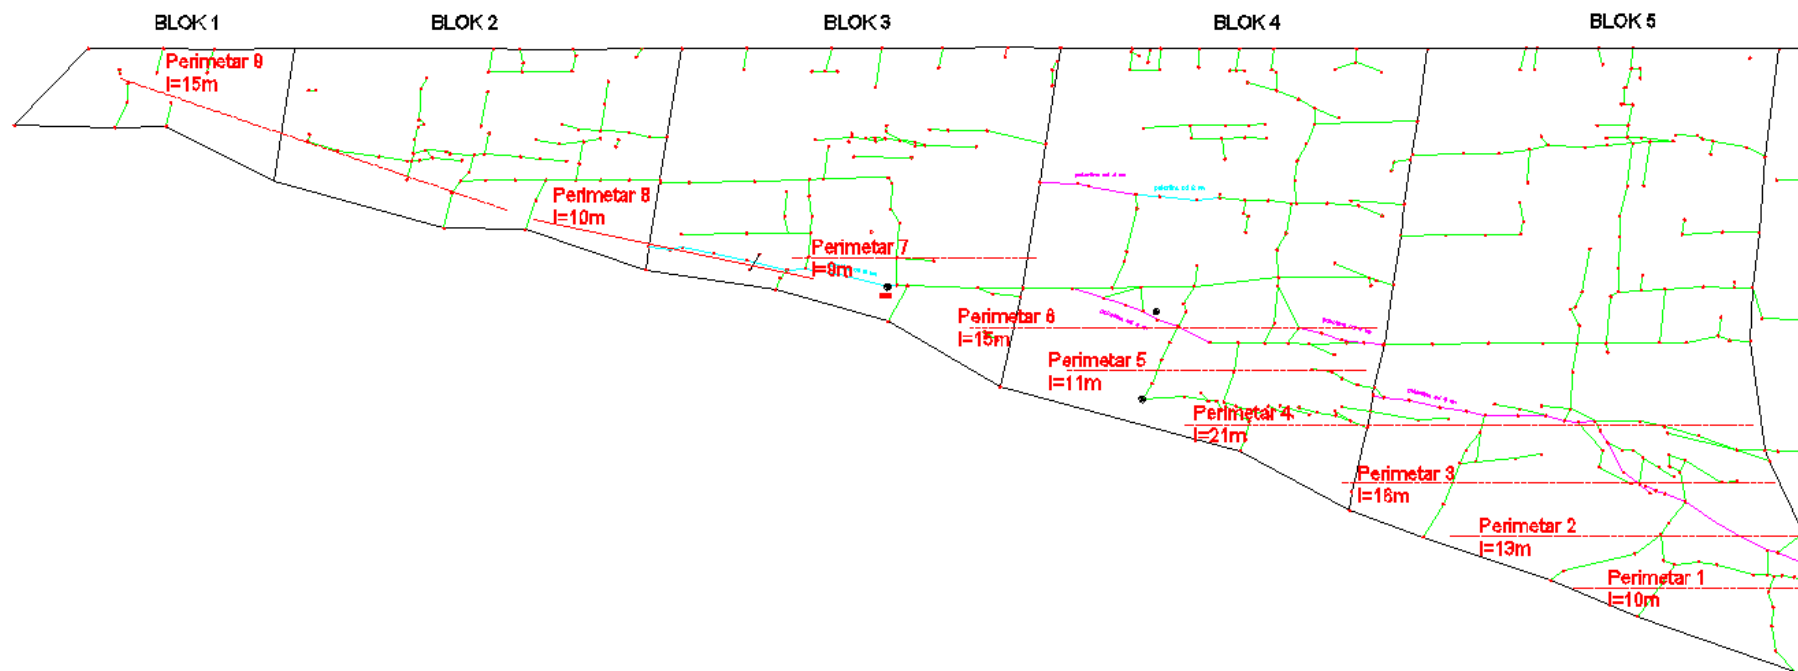 BLOK 1
BLOK 2
BLOK 3
BLOK 4
BLOK 5
Perimetar 9
l=15m
Perimetar 8
l=10m
Perimetar 7
l=9m
Perimetar 6
l=15m
Perimetar 5
l=11m
Perimetar 4
l=21m
Perimetar 3
l=16m
Perimetar 2
l=13m
Perimetar 1
l=10m